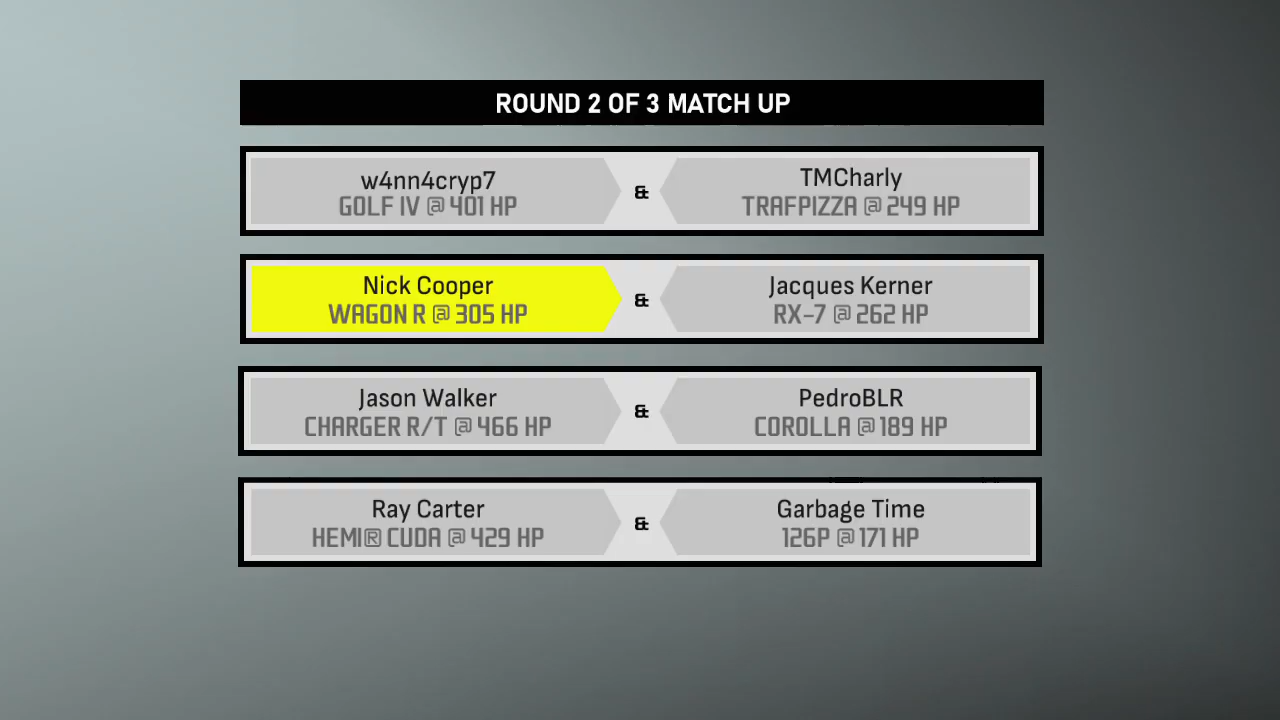 ROUND 2 OF 3 MATCH UP
w4nn4cryp7
GOLF IV @ 401 HP
&
TMCharly
TRAFPIZZA @ 249 HP
Nick Cooper
WAGON R @ 305 HP
&
Jacques Kerner
RX-7 @ 262 HP
Jason Walker
CHARGER R/T @ 466 HP
&
PedroBLR
COROLLA @ 189 HP
Ray Carter
HEMI® CUDA @ 429 HP
&
Garbage Time
126P @ 171 HP